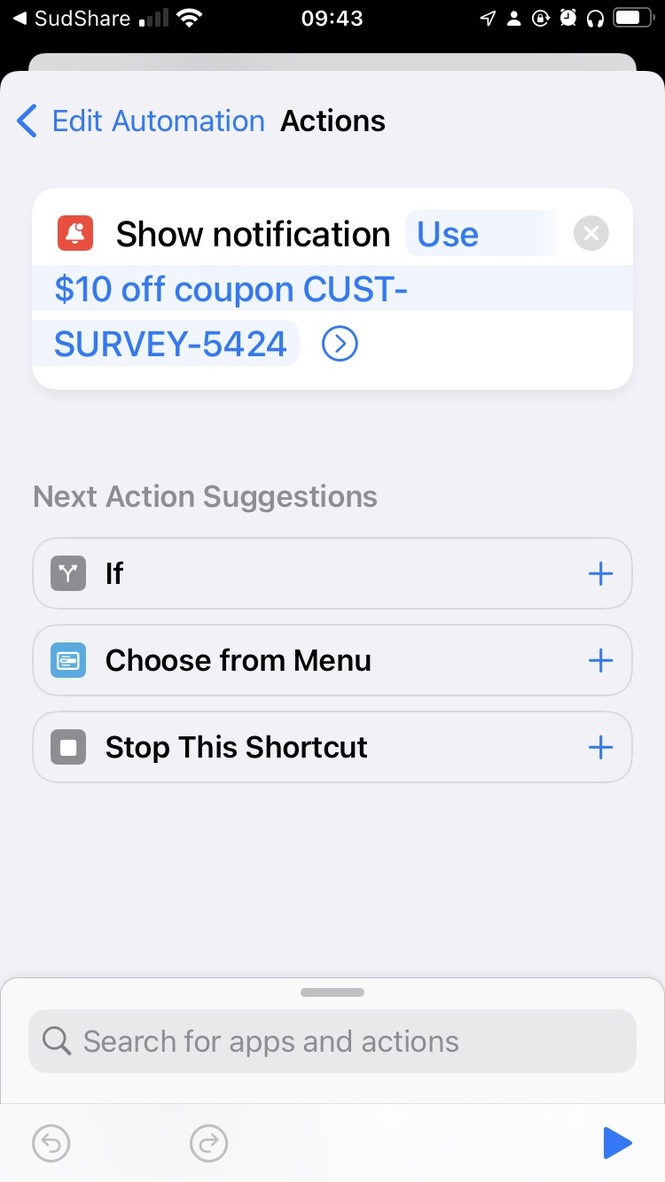 SudShare 09:43
Edit Automation Actions
Show notification Use
$10 off coupon CUST-
SURVEY-5424
Next Action Suggestions
If
Choose from Menu
Stop This Shortcut
Search for apps and actions